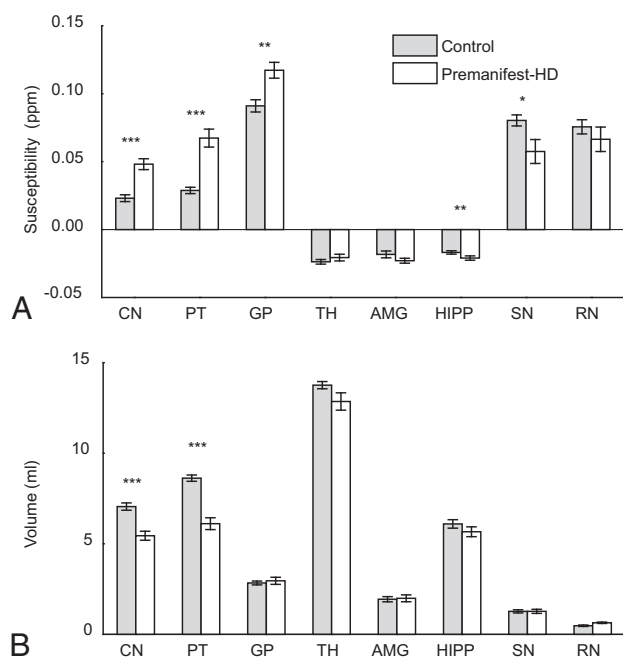 0.15
** Control
Premanifest-HD
0.10
*** *
***
0.05
**
0.00
-0.05
Susceptibility (ppm)
A
CN PT GP TH AMG HIPP SN RN
15
***
10
***
5
0
Volume (ml)
B
CN PT GP TH AMG HIPP SN RN